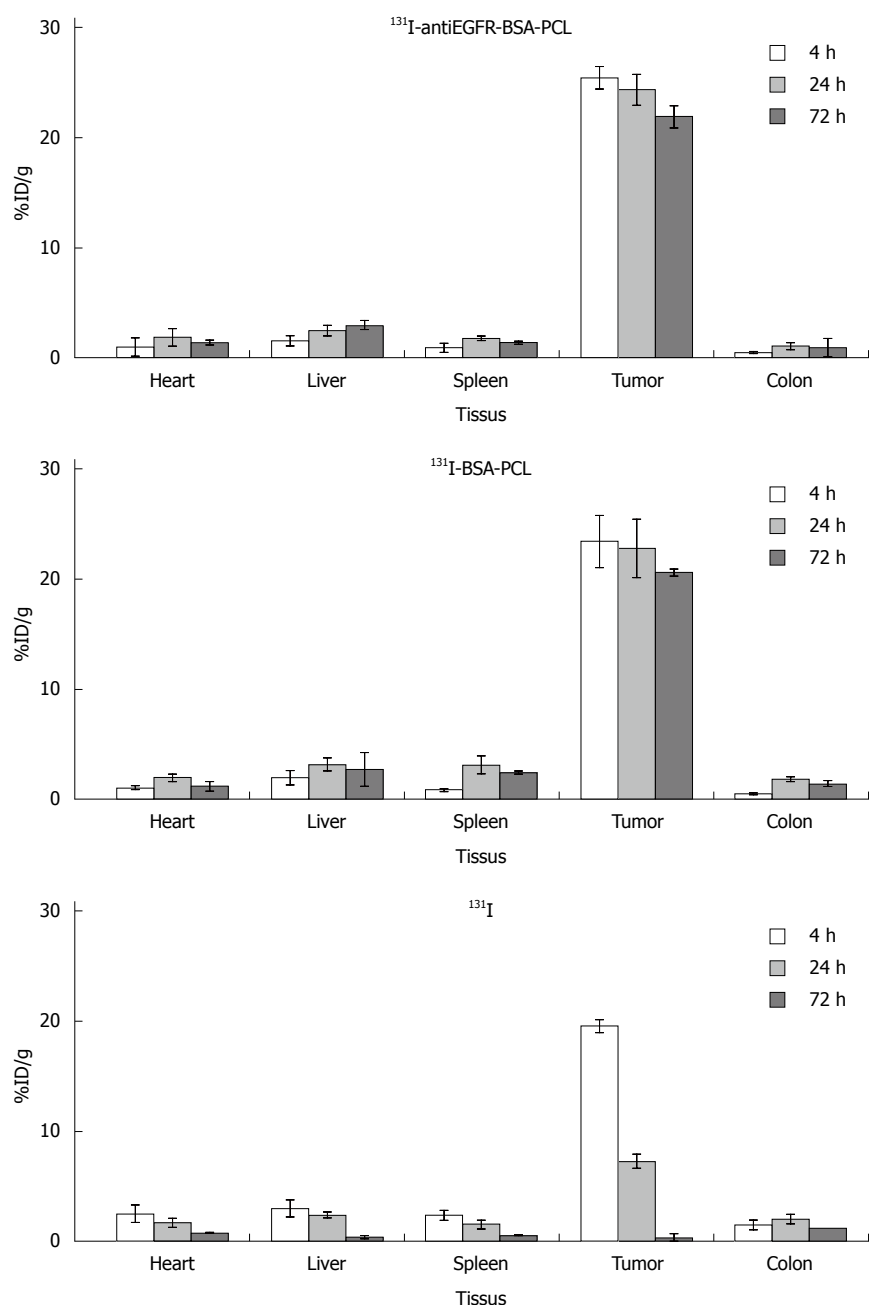 ¹³¹I-antiEGFR-BSA-PCL
4 h
24 h
72 h
%ID/g
30
20
10
0
Heart Liver Spleen Tumor Colon
Tissus
¹³¹I-BSA-PCL
4 h
24 h
72 h
%ID/g
30
20
10
0
Heart Liver Spleen Tumor Colon
Tissus
¹³¹I
4 h
24 h
72 h
%ID/g
30
20
10
0
Heart Liver Spleen Tumor Colon
Tissus